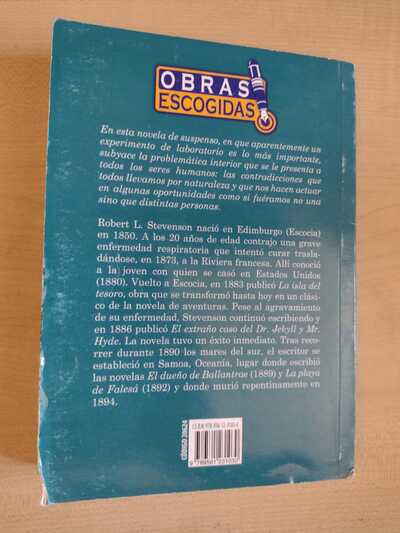 OBRAS
ESCOGIDAS
En esta novela de suspenso, en que aparentemente un
experimento de laboratorio es lo más importante,
subyace la problemática interior que se le presenta a
todos los seres humanos: las contradicciones que
todos llevamos por naturaleza y que nos hacen actuar
en algunas oportunidades como si fuéramos no una
sino que distintas personas.
Robert L. Stevenson nació en Edimburgo (Escocia)
en 1850. A los 20 años de edad contrajo una grave
enfermedad respiratoria que intentó curar trasla-
dándose, en 1873, a la Riviera francesa. Allí conoció
a la joven con quien se casó en Estados Unidos
(1880). Vuelto a Escocia, en 1883 publicó La isla del
tesoro, obra que se transformó hasta hoy en un clási-
co de la novela de aventuras. Pese al agravamiento
de su enfermedad, Stevenson continuó escribiendo y
en 1886 publicó El extraño caso del Dr. Jekyll y Mr.
Hyde. La novela tuvo un éxito inmediato. Tras reco-
rrer durante 1890 los mares del sur, el escritor se
estableció en Samoa, Oceanía, lugar donde escribió
las novelas El dueño de Ballantrae (1889) y La playa
de Falesá (1892) y donde murió repentinamente en
1894.